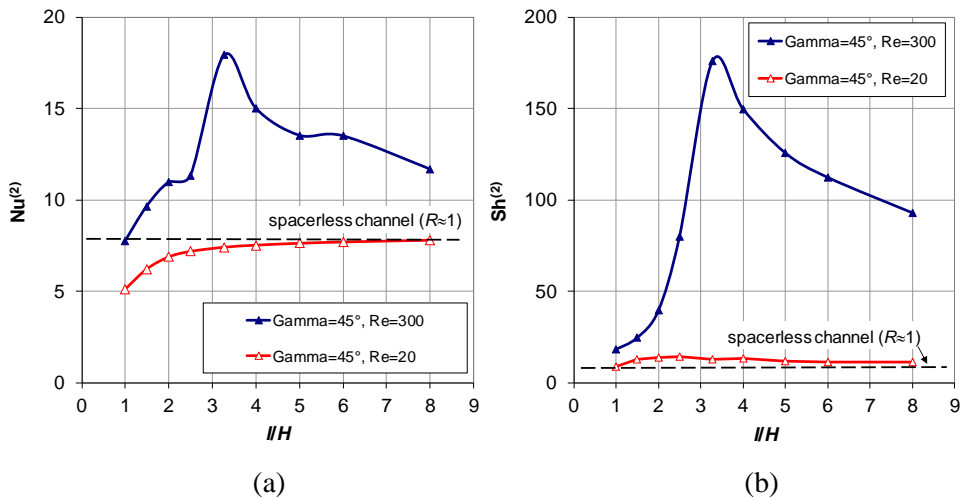 20
15
10
5
0
Nu(2)
spacerless channel (R≈1)
Gamma=45°, Re=300
Gamma=45°, Re=20
0 1 2 3 4 5 6 7 8 9
l/H
(a)
200
150
100
50
0
Sh(2)
Gamma=45°, Re=300
Gamma=45°, Re=20
spacerless channel (R≈1)
0 1 2 3 4 5 6 7 8 9
l/H
(b)